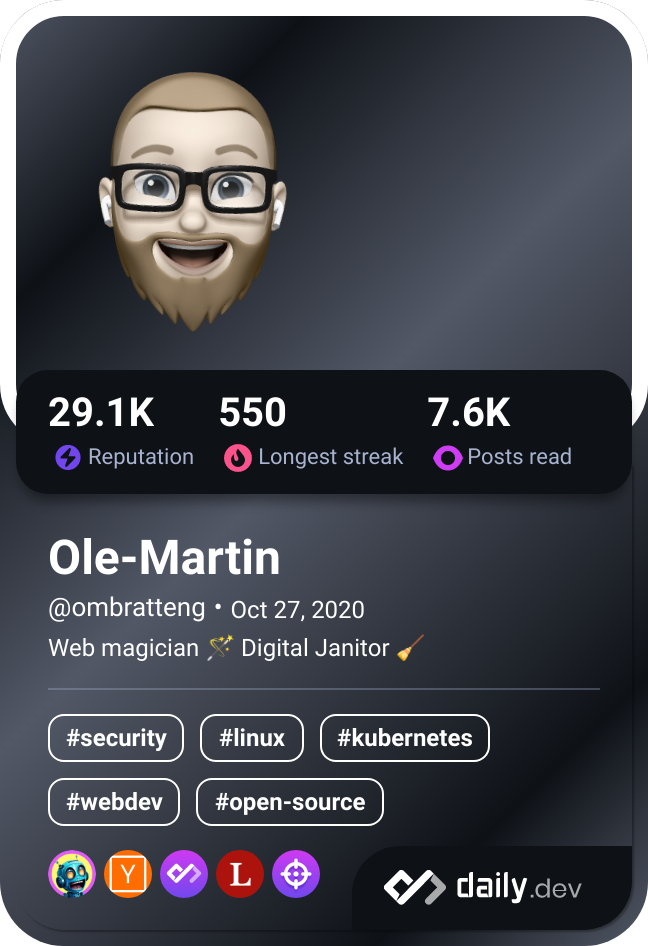 29.1K 550 7.6K
Reputation Longest streak Posts read
Ole-Martin
@ombratteng • Oct 27, 2020
Web magician 🪄 Digital Janitor 🧹
#security #linux #kubernetes
#webdev #open-source
Y L daily.dev